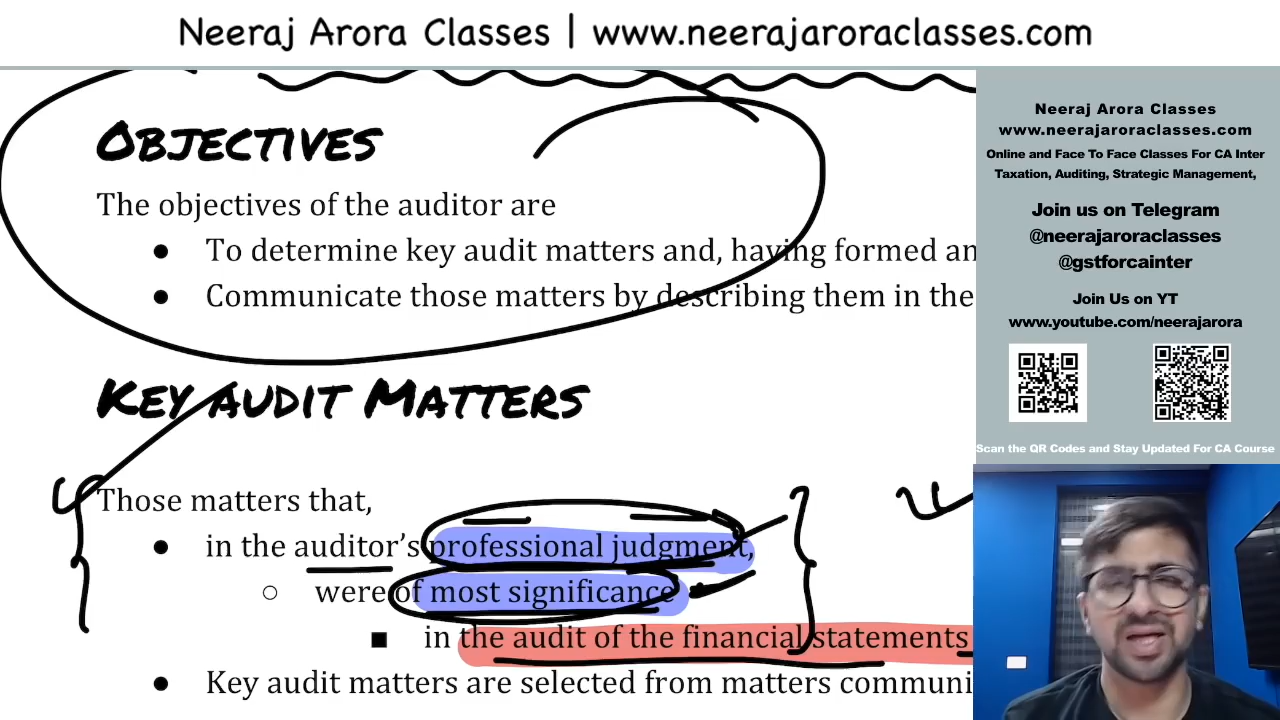 Neeraj Arora Classes | www.neerajaroraclasses.com
OBJECTIVES
The objectives of the auditor are
● To determine key audit matters and, having formed an
● Communicate those matters by describing them in the
KEY AUDIT MATTERS
Those matters that,
● in the auditor's professional judgment,
○ were of most significance
■ in the audit of the financial statements
● Key audit matters are selected from matters communi
Neeraj Arora Classes
www.neerajaroraclasses.com
Online and Face To Face Classes For CA Inter
Taxation, Auditing, Strategic Management,
Join us on Telegram
@neerajaroraclasses
@gstforcainter
Join Us on YT
www.youtube.com/neerajarora
Scan the QR Codes and Stay Updated For CA Course